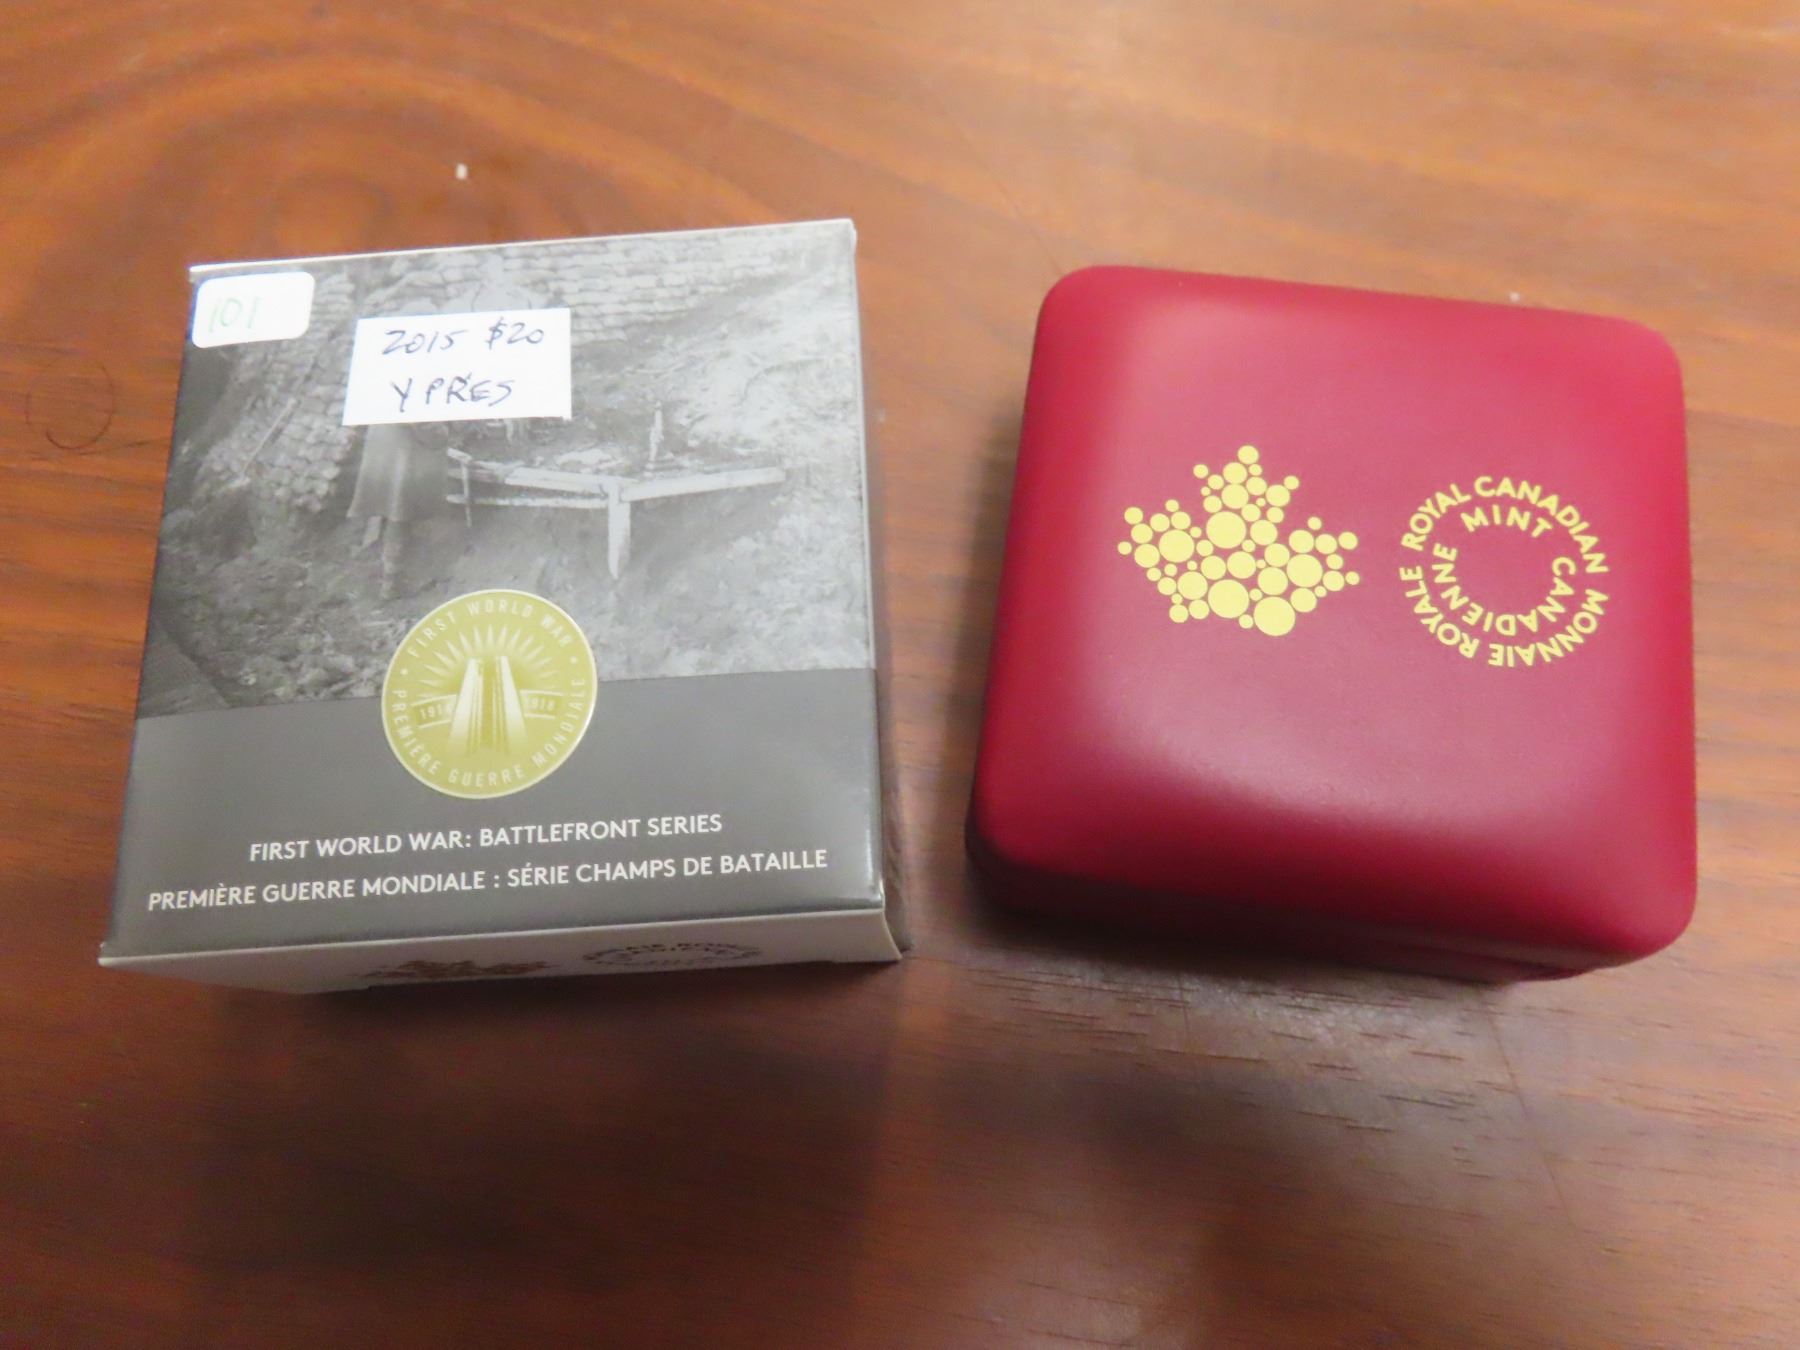 101
2015 $20
YPRES
FIRST WORLD WAR
1914 1918
PREMIÈRE GUERRE MONDIALE
FIRST WORLD WAR: BATTLEFRONT SERIES
PREMIÈRE GUERRE MONDIALE : SÉRIE CHAMPS DE BATAILLE
ROYAL CANADIAN
MINT
MONNAIE ROYALE
CANADIENNE